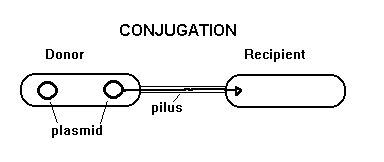 CONJUGATION
Donor Recipient
pilus
plasmid